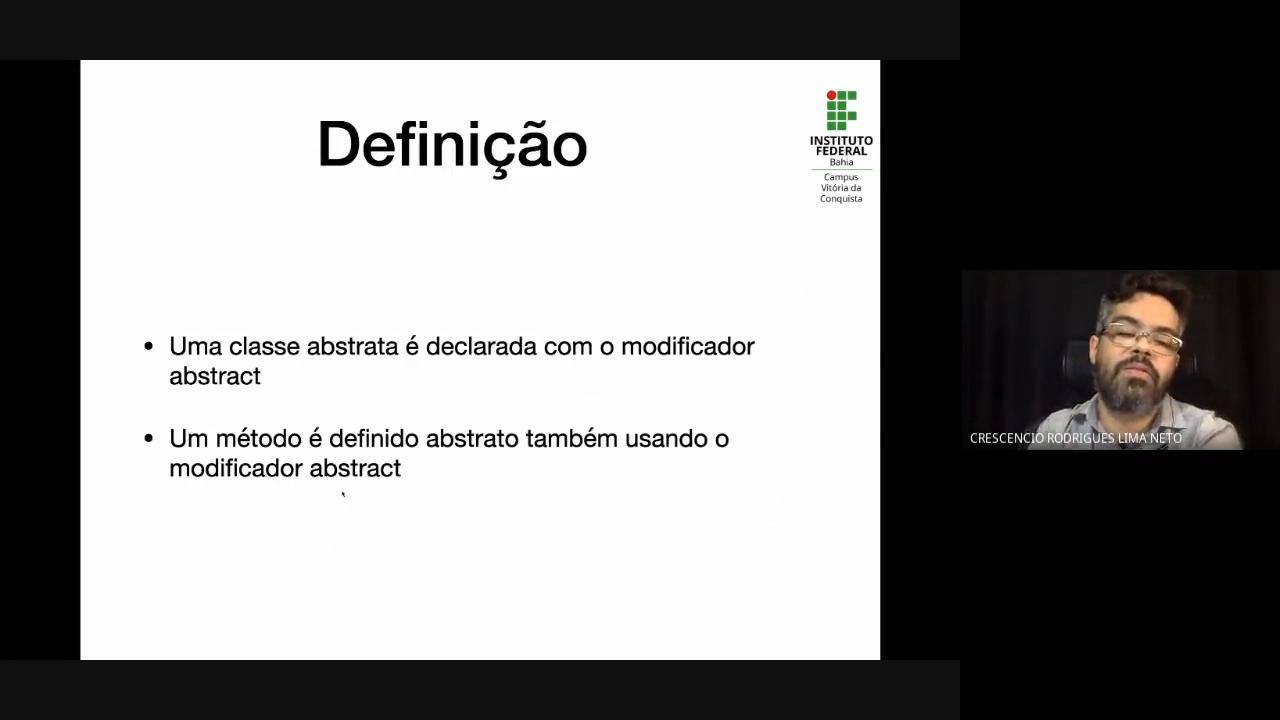 Definição
INSTITUTO
FEDERAL
Bahia
Campus
Vitória da
Conquista
• Uma classe abstrata é declarada com o modificador
abstract
• Um método é definido abstrato também usando o
modificador abstract
CRESCENCIO RODRIGUES LIMA NETO